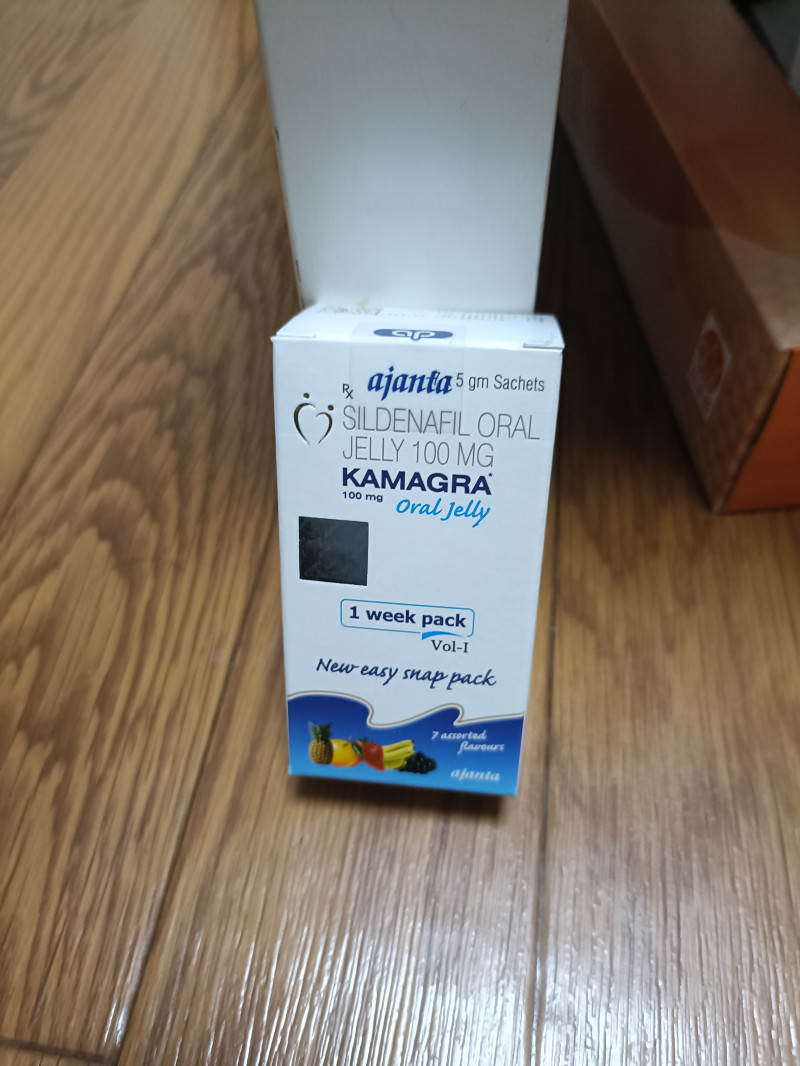 Rx ajanta 5 gm Sachets
SILDENAFIL ORAL
JELLY 100 MG
KAMAGRA*
100 mg Oral Jelly
1 week pack
Vol-I
New easy snap pack
7 assorted
flavours
ajanta